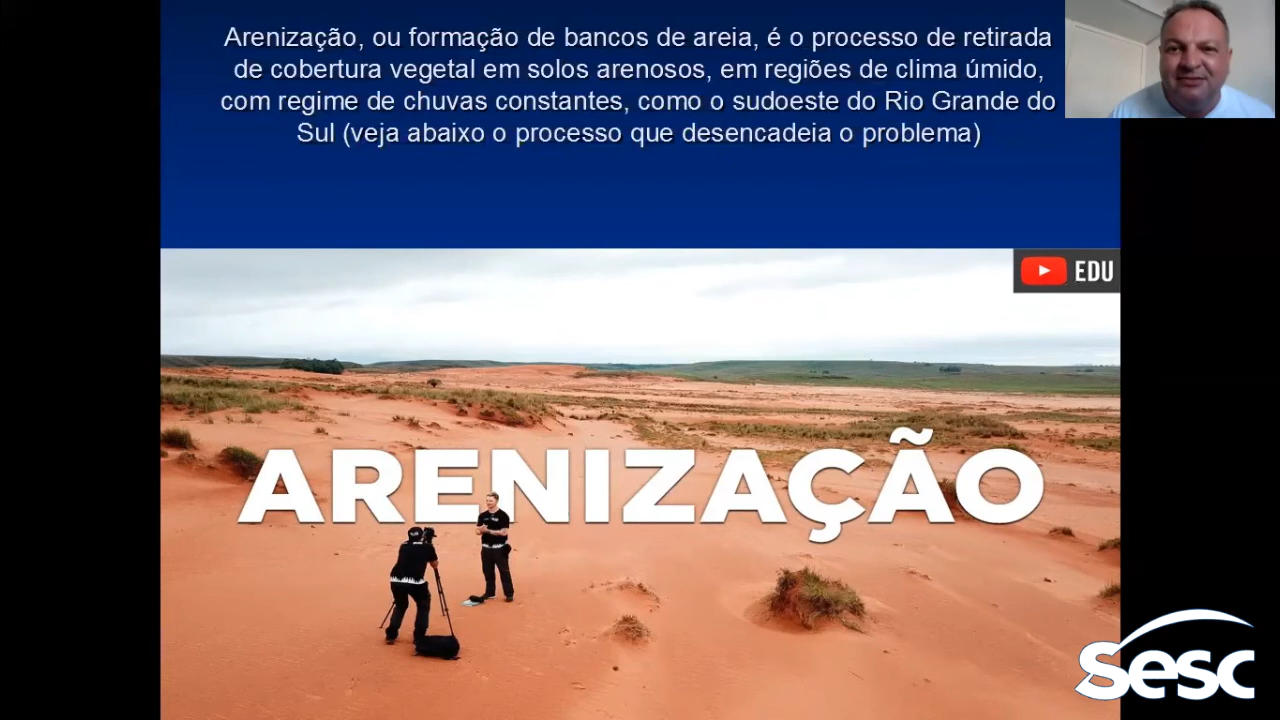 Arenização, ou formação de bancos de areia, é o processo de retirada
de cobertura vegetal em solos arenosos, em regiões de clima úmido,
com regime de chuvas constantes, como o sudoeste do Rio Grande do
Sul (veja abaixo o processo que desencadeia o problema)
EDU
ARENIZAÇÃO
Sesc